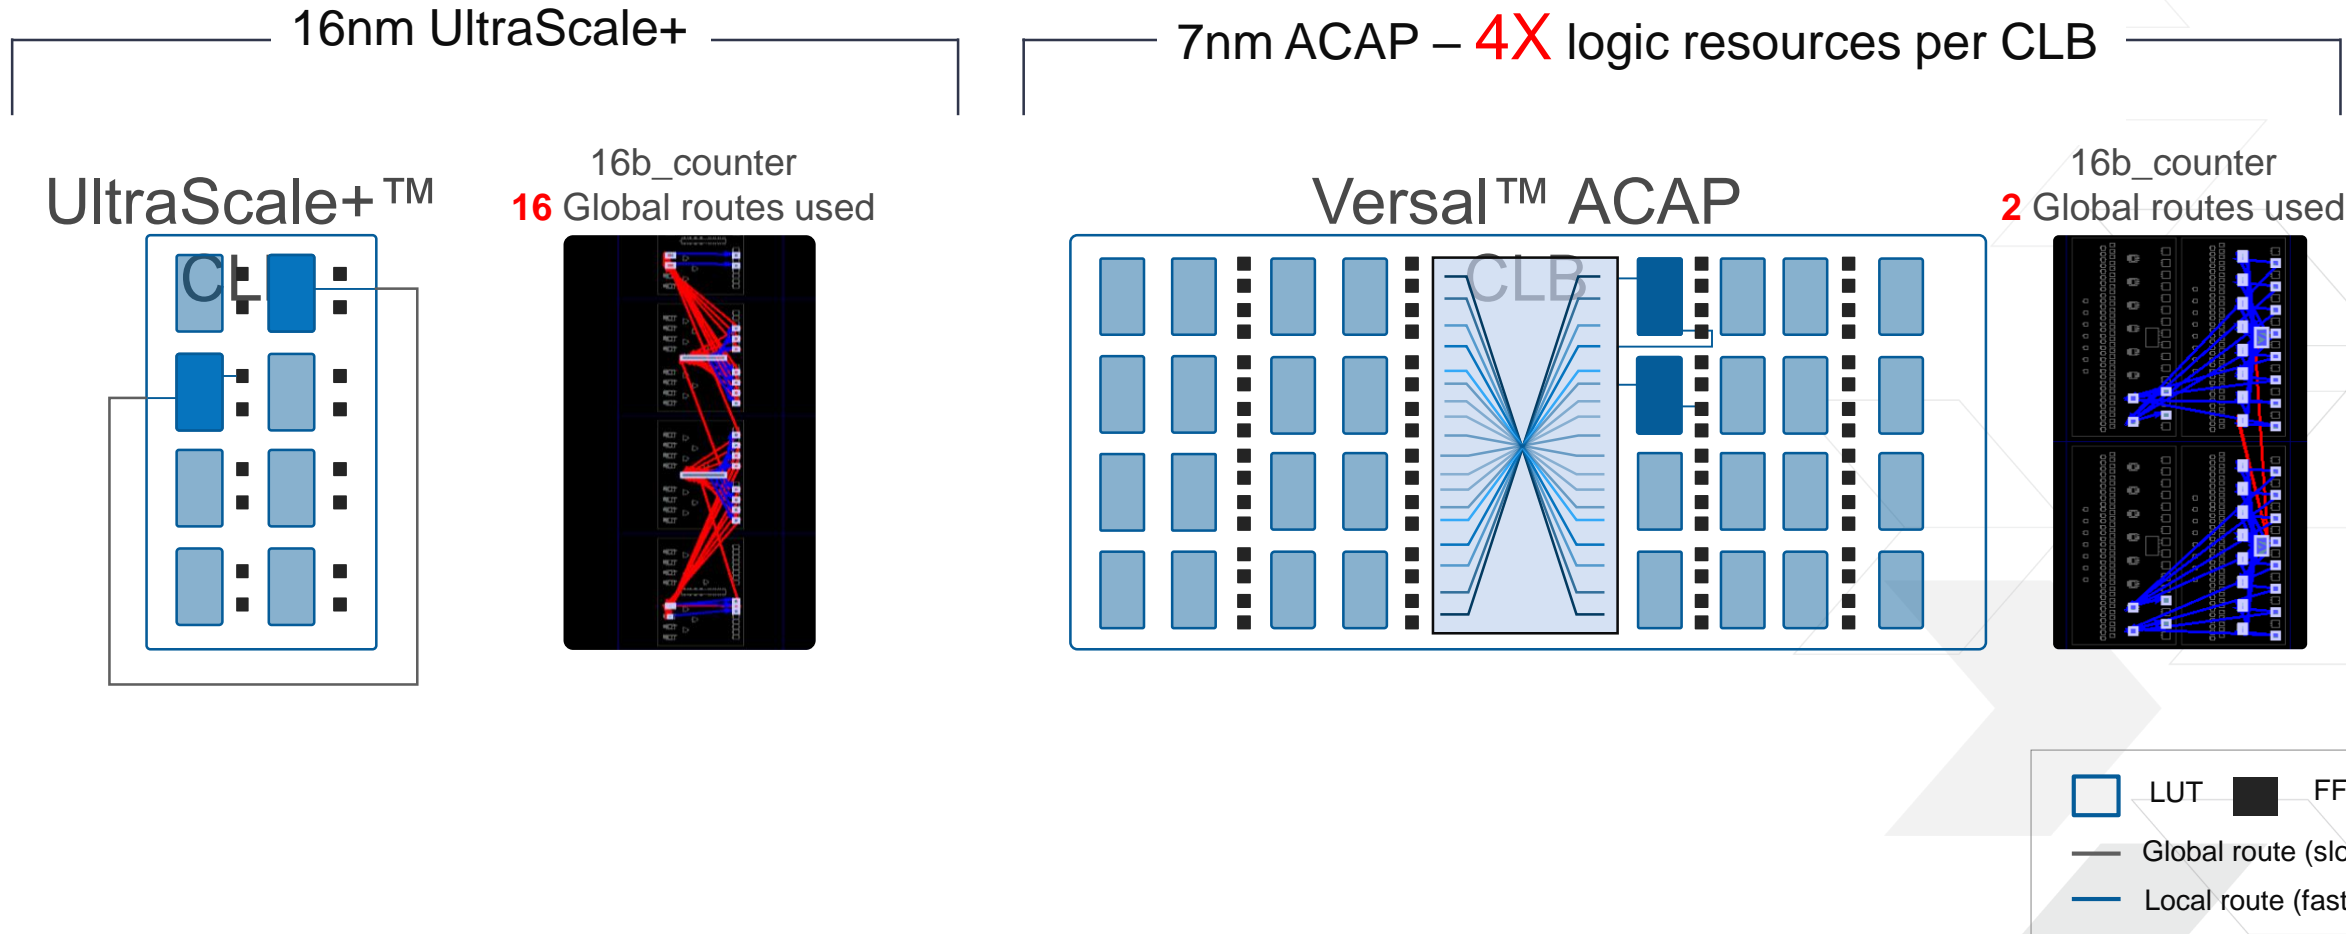 16nm UltraScale+
7nm ACAP – 4X logic resources per CLB
UltraScale+™
16b_counter
16 Global routes used
Versal™ ACAP
CLB
16b_counter
2 Global routes used
LUT
FF
Global route (slo
Local route (fast